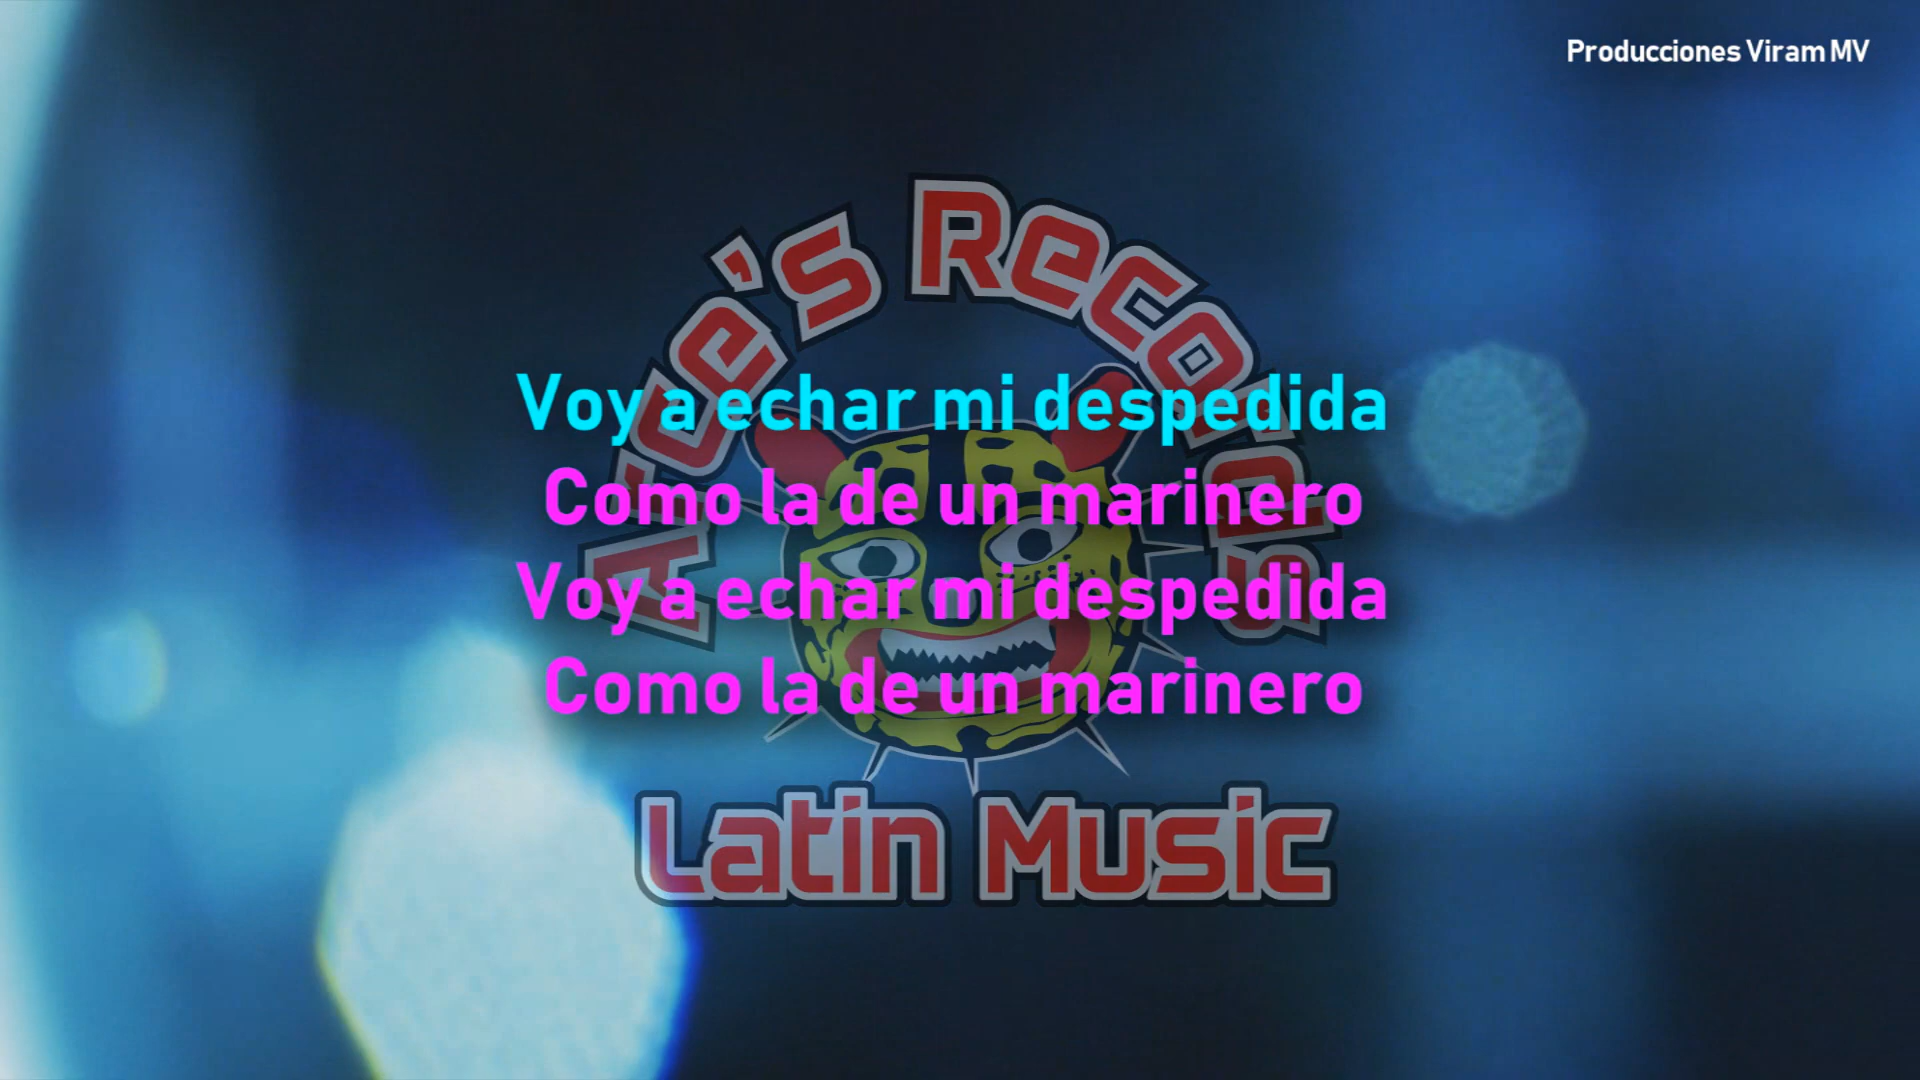 Producciones Viram MV
Arce's Records
Voy a echar mi despedida
Como la de un marinero
Voy a echar mi despedida
Como la de un marinero
Latin Music